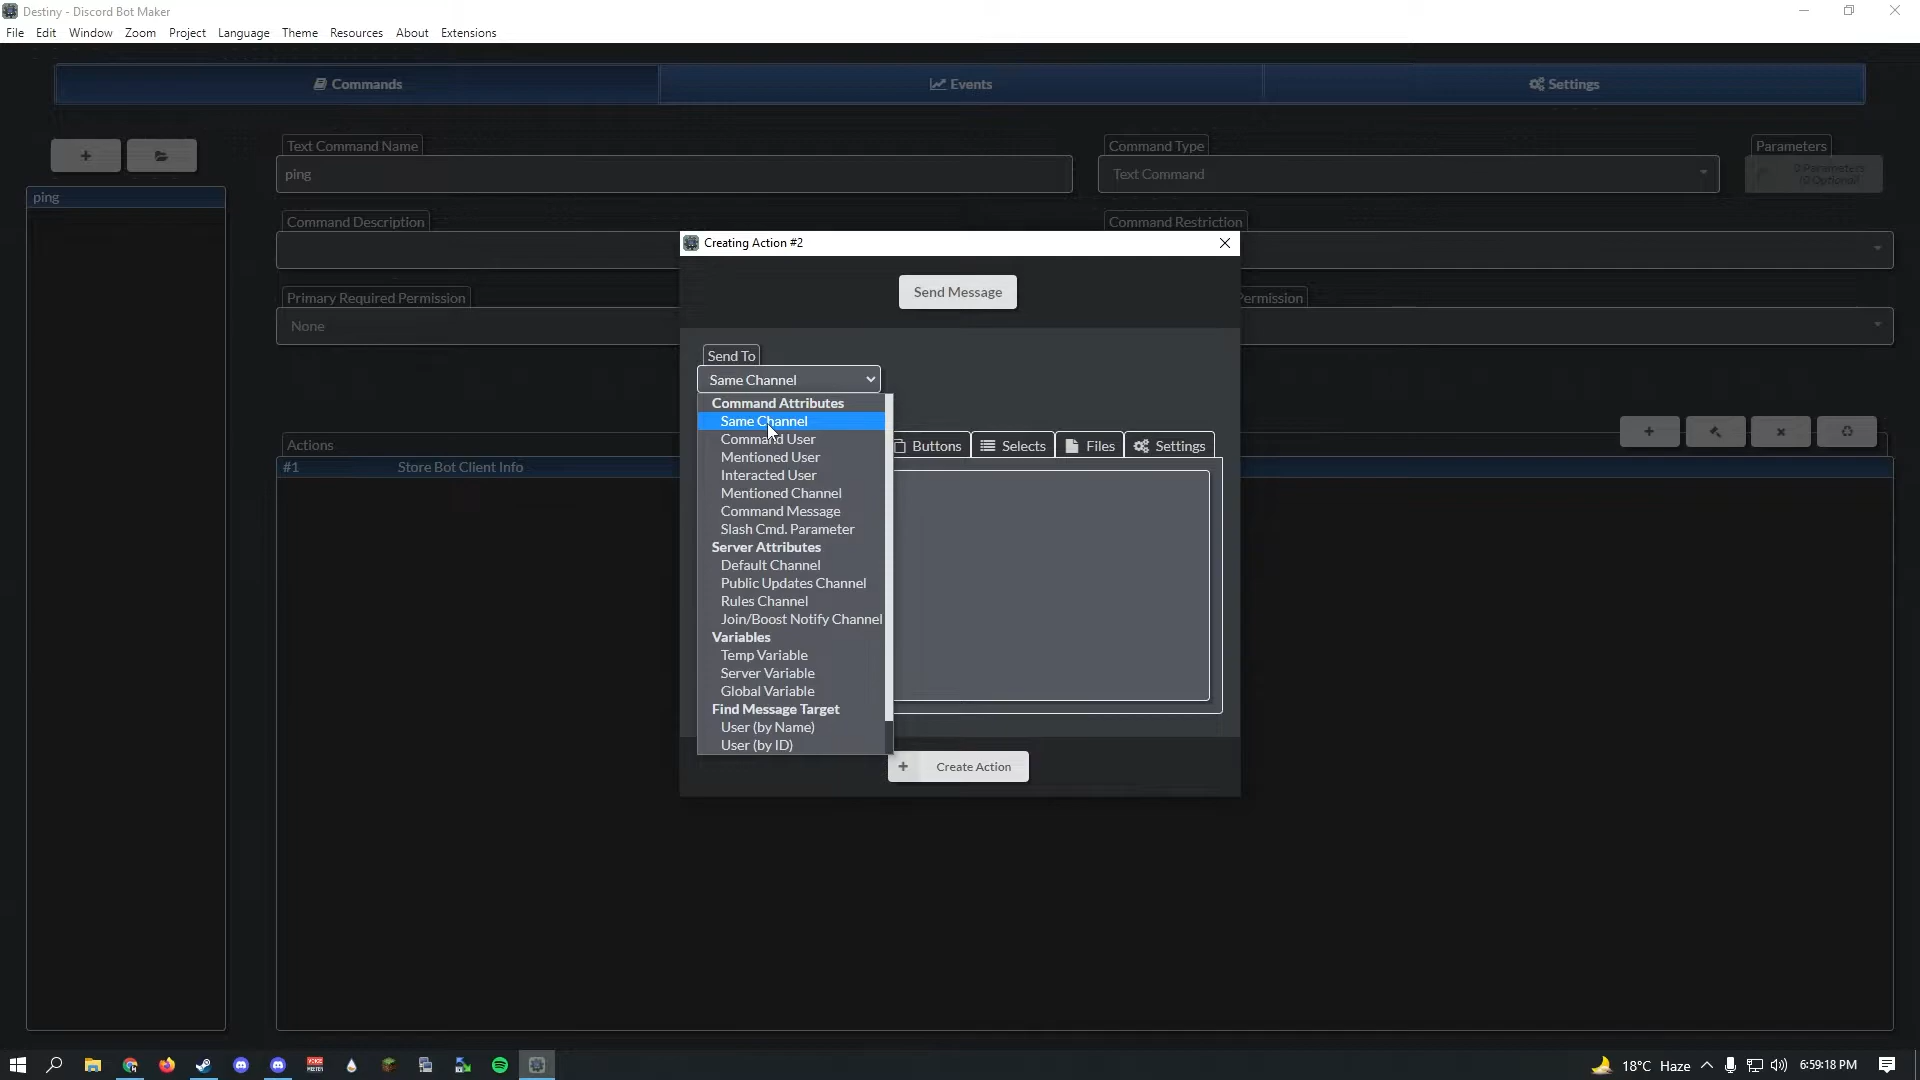 Destiny - Discord Bot Maker
File Edit Window Zoom Project Language Theme Resources About Extensions
Commands
Events
Settings
Text Command Name
ping
Command Type
Text Command
Parameters
0 Parameters
(0 Optional)
ping
Command Description
Command Restriction
Primary Required Permission
None
Permission
Creating Action #2
Send Message
Send To
Same Channel
Command Attributes
Same Channel
Command User
Mentioned User
Interacted User
Mentioned Channel
Command Message
Slash Cmd. Parameter
Server Attributes
Default Channel
Public Updates Channel
Rules Channel
Join/Boost Notify Channel
Variables
Temp Variable
Server Variable
Global Variable
Find Message Target
User (by Name)
User (by ID)
Buttons
Selects
Files
Settings
Create Action
Actions
#1 Store Bot Client Info
18°C Haze
6:59:18 PM